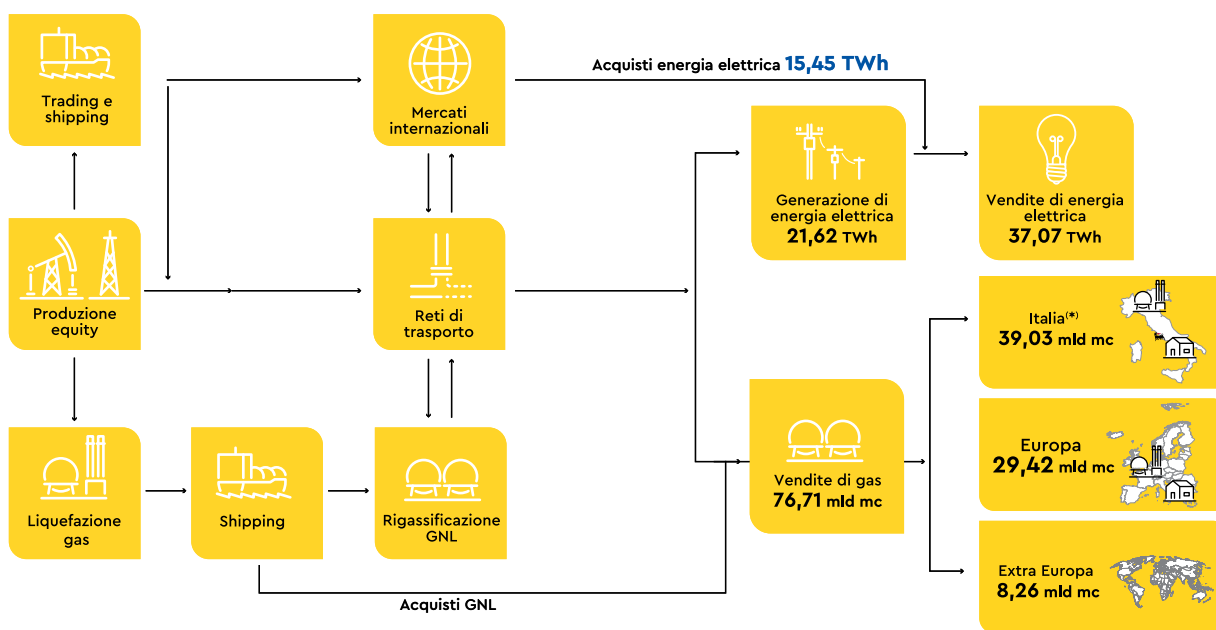 Trading e
shipping
Mercati
internazionali
Acquisti energia elettrica 15,45 TWh
Generazione di
energia elettrica
21,62 TWh
Vendite di energia
elettrica
37,07 TWh
Produzione
equity
Reti di
trasporto
Italia(*)
39,03 mld mc
Europa
29,42 mld mc
Extra Europa
8,26 mld mc
Vendite di gas
76,71 mld mc
Liquefazione
gas
Shipping
Rigassificazione
GNL
Acquisti GNL